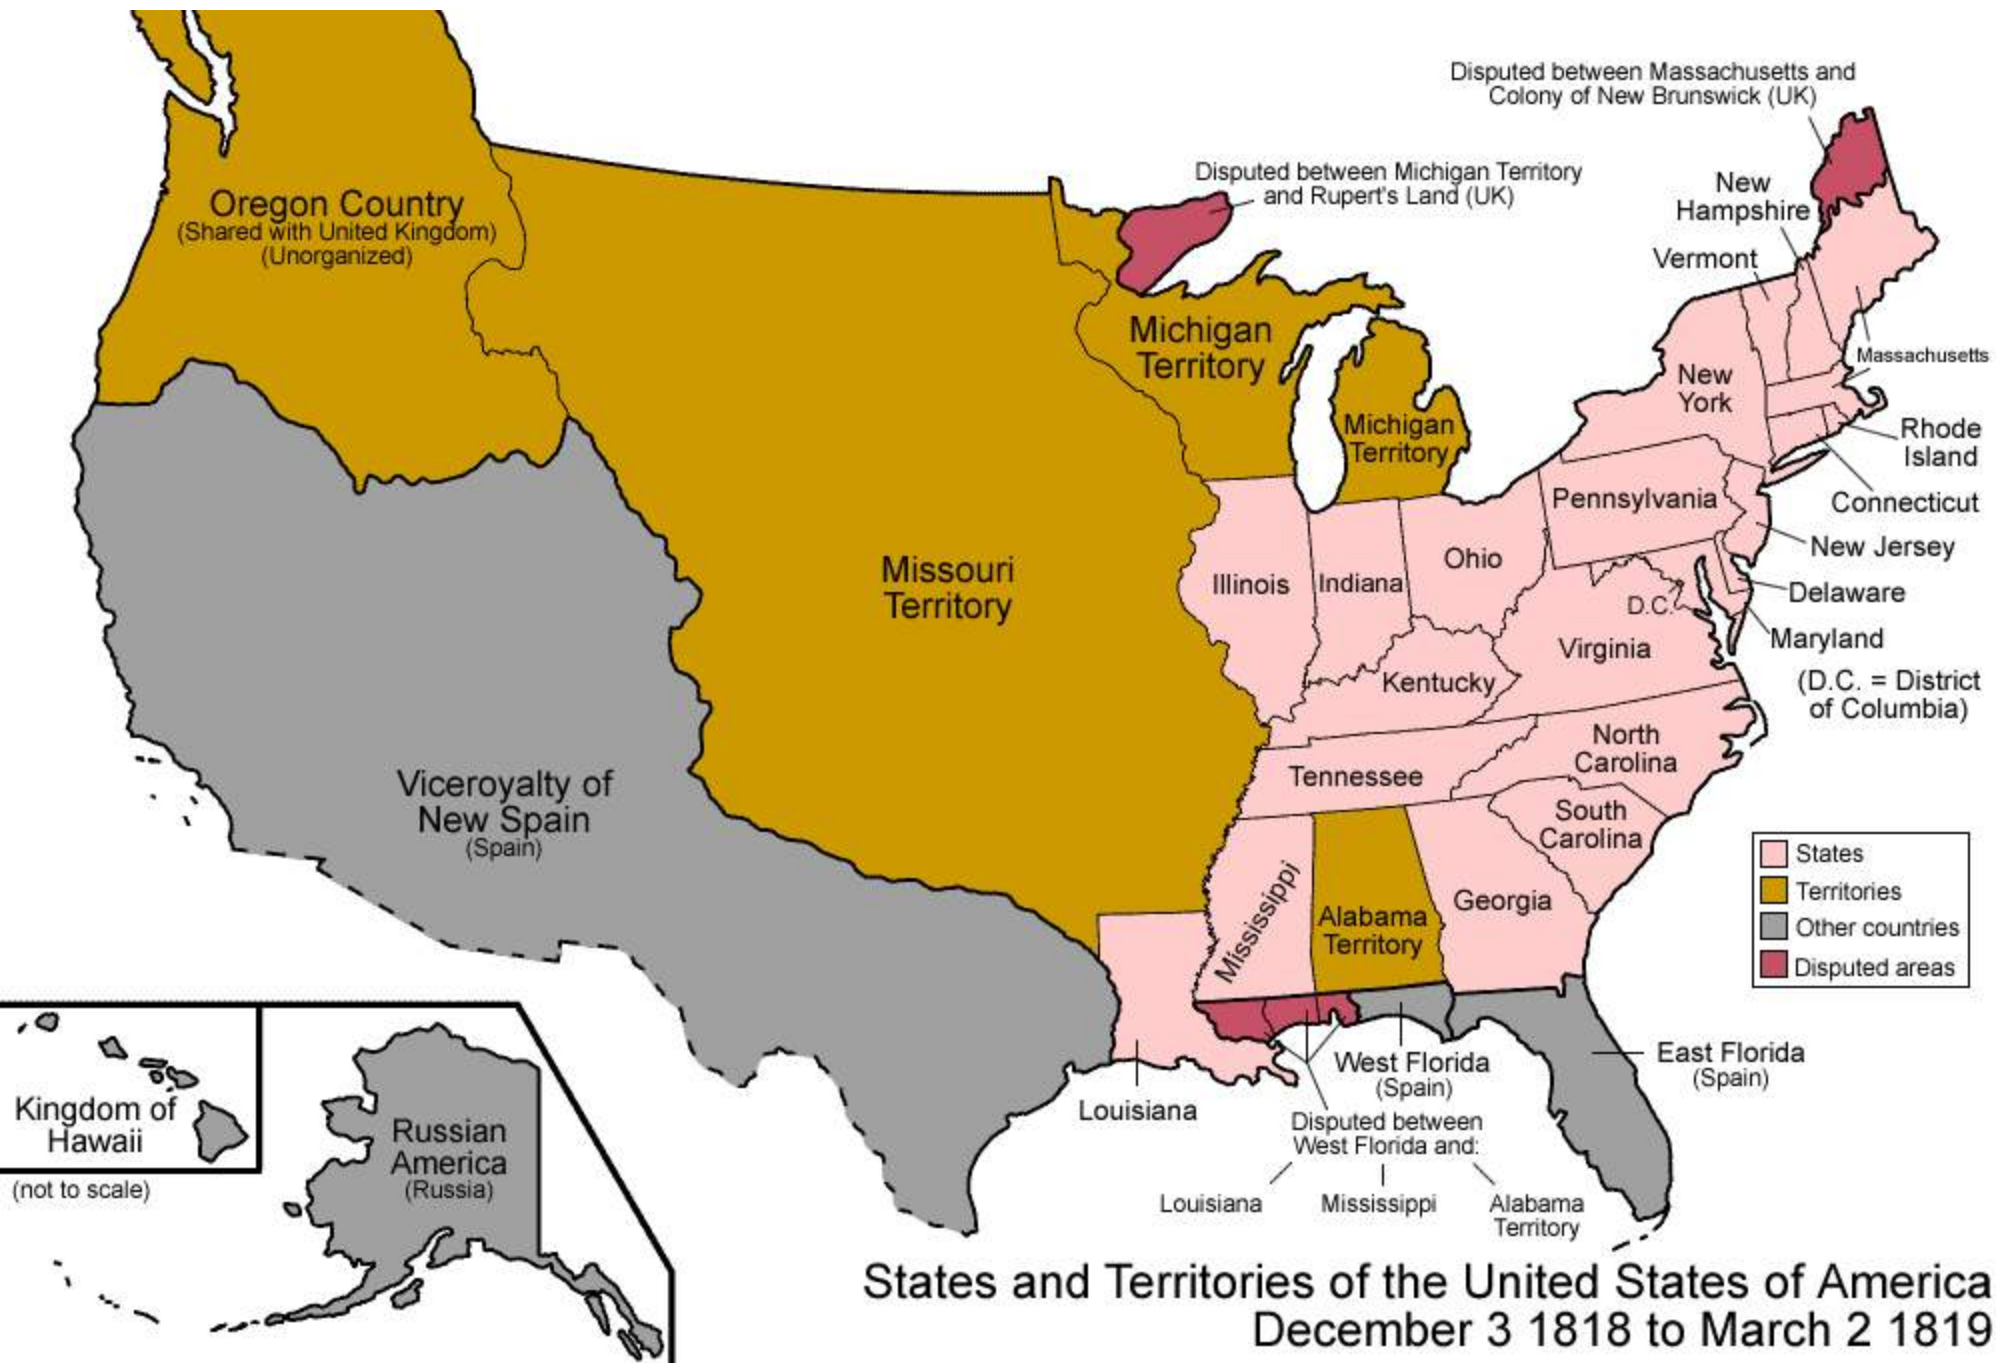 Disputed between Massachusetts and
Colony of New Brunswick (UK)
Disputed between Michigan Territory
and Rupert's Land (UK)
New
Hampshire
Vermont
Oregon Country
(Shared with United Kingdom)
(Unorganized)
Michigan
Territory
Massachusetts
New
York
Michigan
Territory
Rhode
Island
Pennsylvania
Connecticut
New Jersey
Missouri
Territory
Ohio
Illinois
Indiana
Delaware
D.C.
Maryland
Virginia
Kentucky
(D.C. = District
of Columbia)
North
Carolina
Tennessee
Viceroyalty of
New Spain
(Spain)
South
Carolina
States
Territories
Other countries
Disputed areas
Mississippi
Alabama
Territory
Georgia
East Florida
(Spain)
West Florida
(Spain)
Louisiana
Disputed between
West Florida and:
Louisiana
Mississippi
Alabama
Territory
Kingdom of
Hawaii
(not to scale)
Russian
America
(Russia)
States and Territories of the United States of America
December 3 1818 to March 2 1819